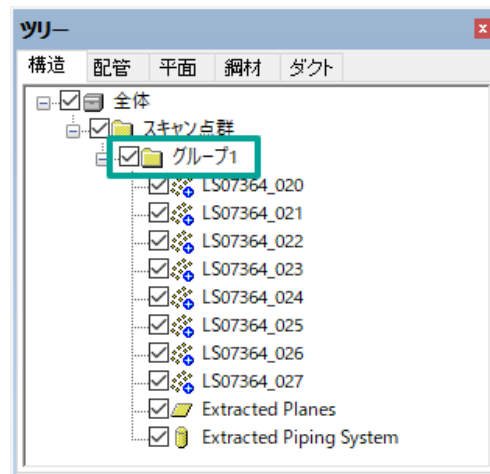 ツリー
構造 配管 平面 鋼材 ダクト
全体
スキャン点群
グループ1
LS07364_020
LS07364_021
LS07364_022
LS07364_023
LS07364_024
LS07364_025
LS07364_026
LS07364_027
Extracted Planes
Extracted Piping System